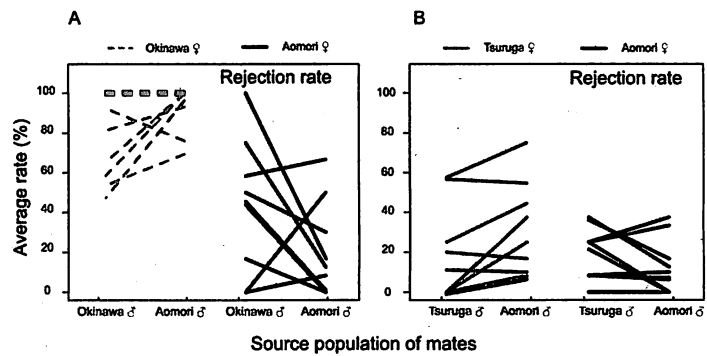 A
B
Okinawa ♀
Aomori ♀
Tsuruga ♀
Aomori ♀
Rejection rate
Rejection rate
Average rate (%)
100
80
60
40
20
0
100
80
60
40
20
0
Okinawa ♂
Aomori ♂
Okinawa ♂
Aomori ♂
Tsuruga ♂
Aomori ♂
Tsuruga ♂
Aomori ♂
Source population of mates